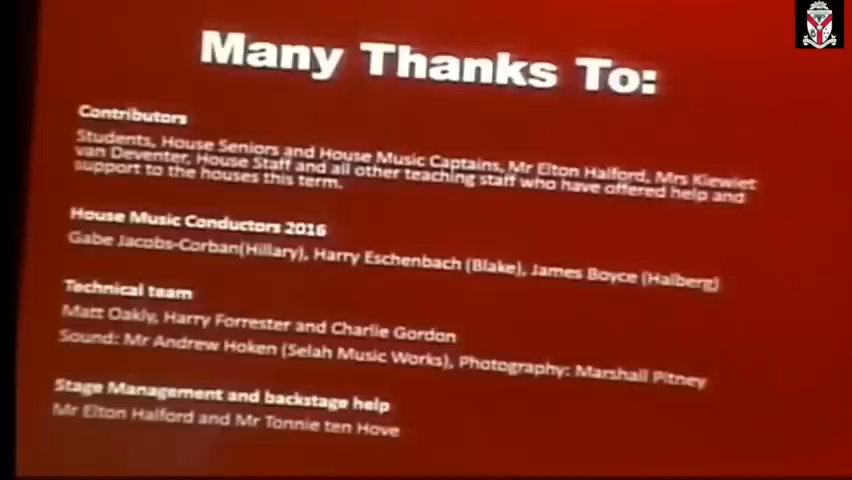 Many Thanks To:
Contributors
Students, House Seniors and House Music Captains, Mr Elton Halford, Mrs Kiewiet
van Deventer, House Staff and all other teaching staff who have offered help and
support to the houses this term.
House Music Conductors 2016
Gabe Jacobs-Corban(Hillary), Harry Eschenbach (Blake), James Boyce (Halberg)
Technical team
Matt Oakly, Harry Forrester and Charlie Gordon
Sound: Mr Andrew Hoken (Selah Music Works), Photography: Marshall Pitney
Stage Management and backstage help
Mr Elton Halford and Mr Tonnie ten Hove